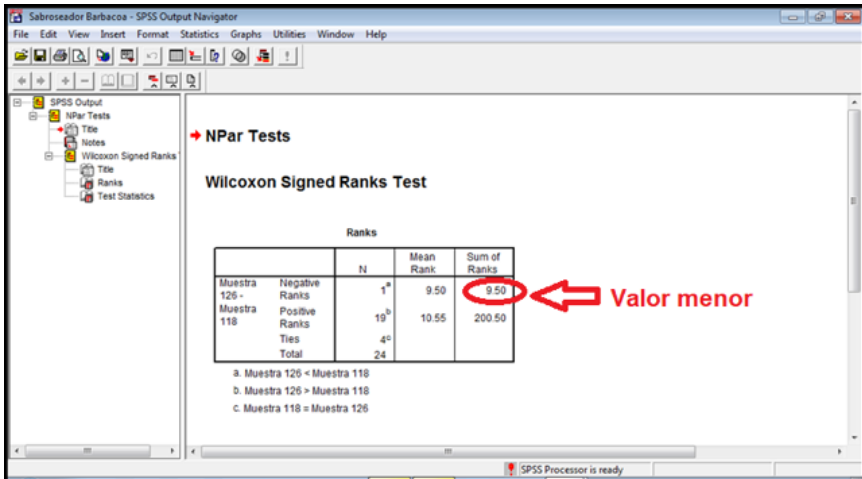 Sabroseador Barbacoa - SPSS Output Navigator
File Edit View Insert Format Statistics Graphs Utilities Window Help
SPSS Output
NPar Tests
Title
Notes
Wilcoxon Signed Ranks
Title
Ranks
Test Statistics
NPar Tests
Wilcoxon Signed Ranks Test
Ranks
N Mean Rank Sum of Ranks
Muestra 126 - Muestra 118 Negative Ranks 1a 9.50 9.50
Positive Ranks 19b 10.55 200.50
Ties 4c
Total 24
Valor menor
a. Muestra 126 < Muestra 118
b. Muestra 126 > Muestra 118
c. Muestra 118 = Muestra 126
SPSS Processor is ready